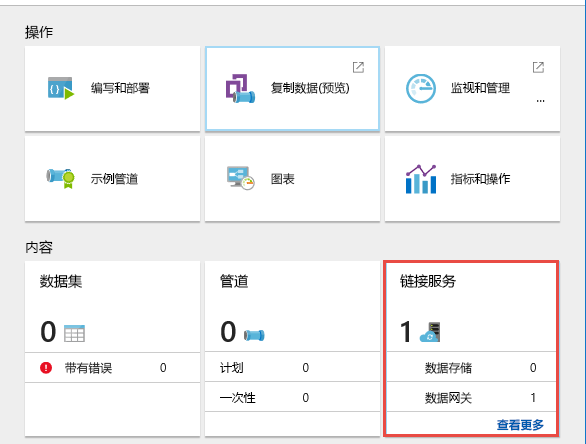 操作
编写和部署
复制数据(预览)
监视和管理
...
示例管道
图表
指标和操作
内容
数据集
0
带有错误 0
管道
0
计划 0
一次性 0
链接服务
1
数据存储 0
数据网关 1
查看更多